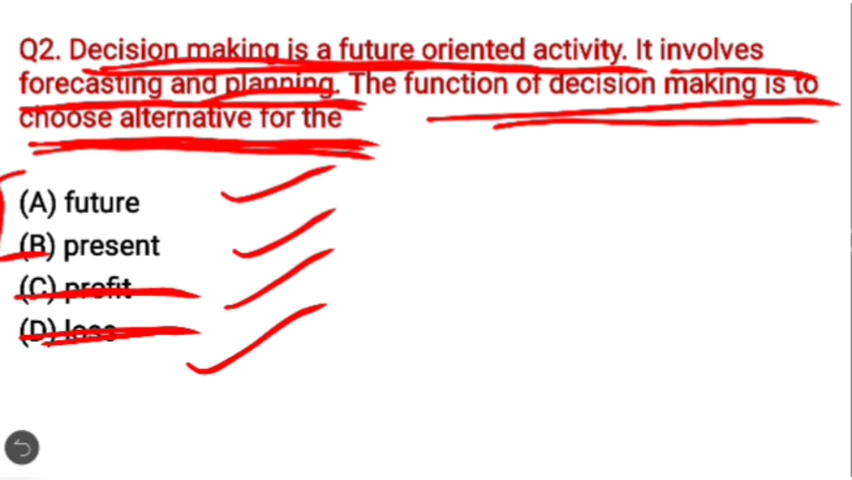 Q2. Decision making is a future oriented activity. It involves
forecasting and planning. The function of decision making is to
choose alternative for the
(A) future
(B) present
(C) profit
(D) loss